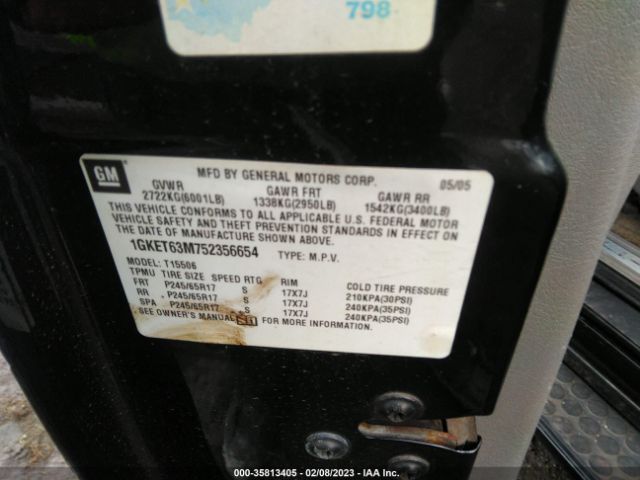 798
GM
MFD BY GENERAL MOTORS CORP. 05/05
GVWR GAWR FRT GAWR RR
2722KG(6001LB) 1338KG(2950LB) 1542KG(3400LB)
THIS VEHICLE CONFORMS TO ALL APPLICABLE U.S. FEDERAL MOTOR
VEHICLE SAFETY AND THEFT PREVENTION STANDARDS IN EFFECT ON
THE DATE OF MANUFACTURE SHOWN ABOVE.
1GKET63M752356654 TYPE: M.P.V.
MODEL: T15506
TPMU TIRE SIZE SPEED RTG RIM COLD TIRE PRESSURE
FRT P245/65R17 S 17X7J 210KPA(30PSI)
RR P245/65R17 S 17X7J 240KPA(35PSI)
SPA P245/65R17 S 17X7J 240KPA(35PSI)
SEE OWNER'S MANUAL FOR MORE INFORMATION.
000-35813405 - 02/08/2023 - IAA Inc.